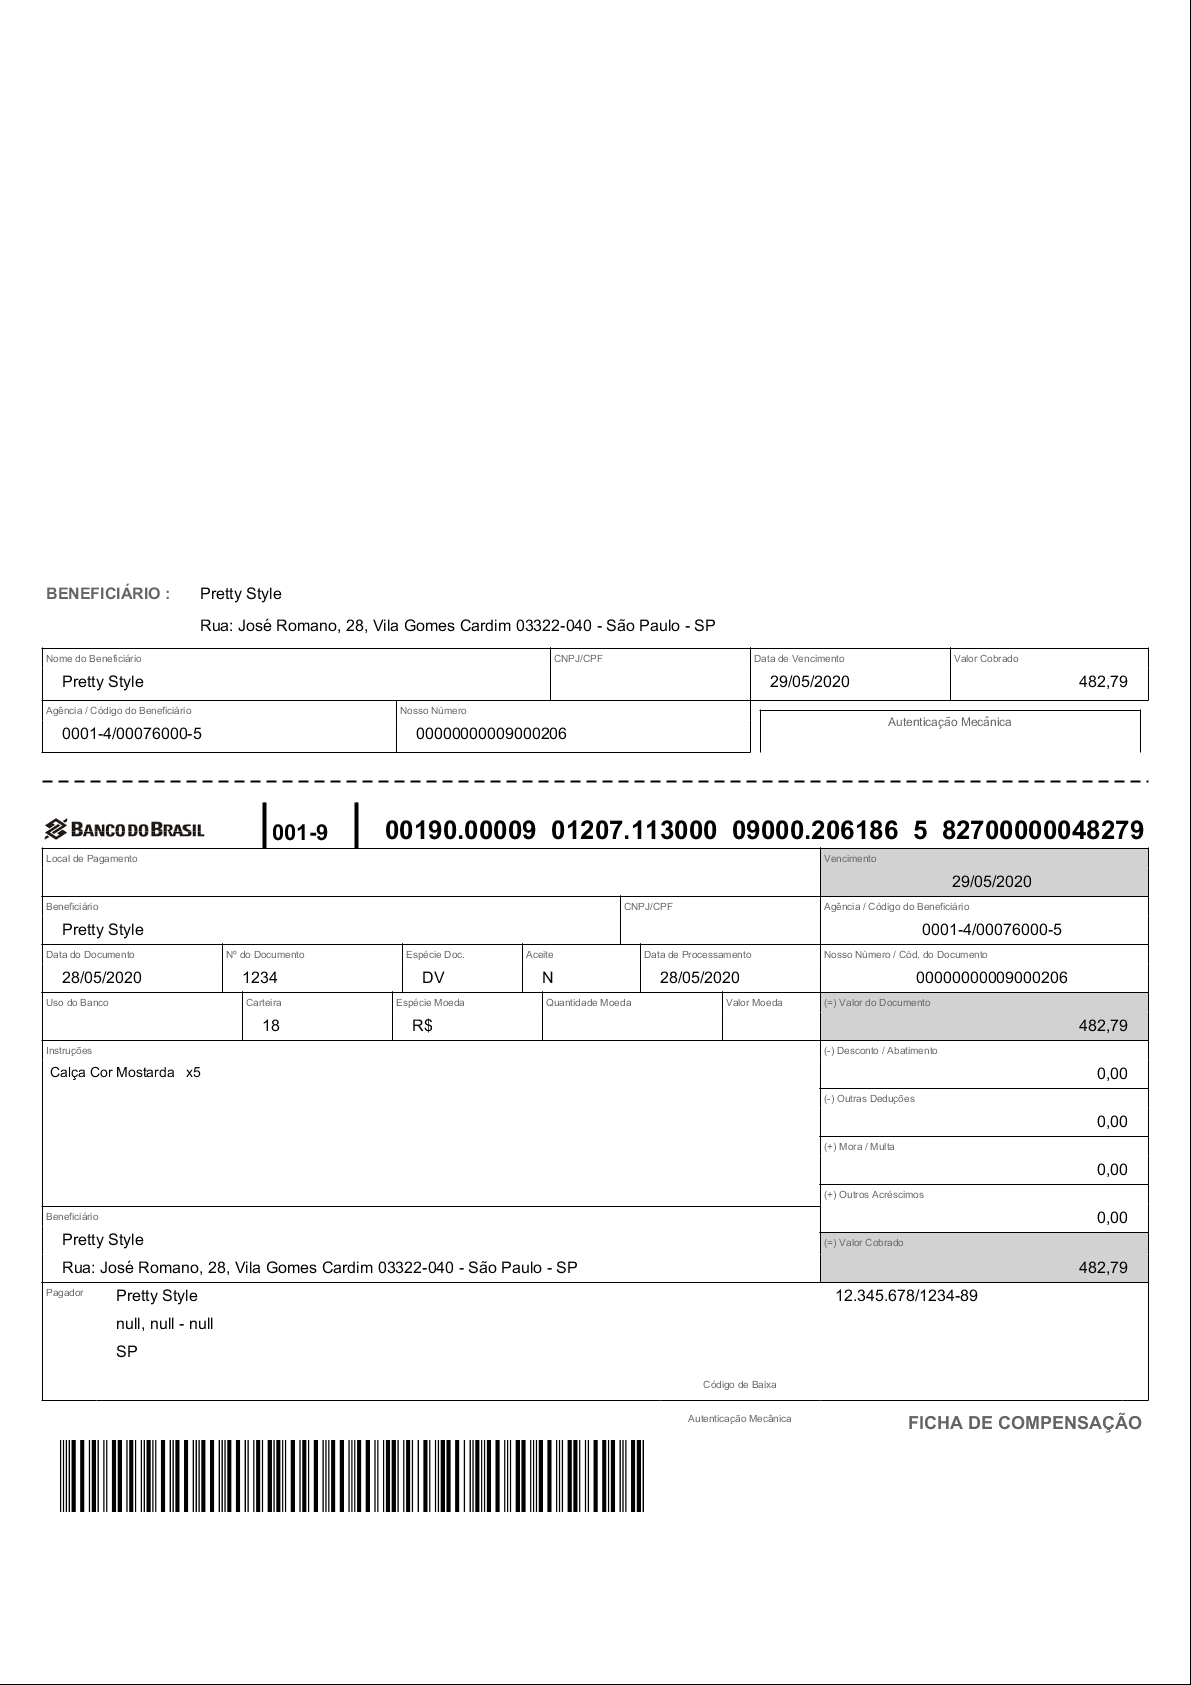 BENEFICIÁRIO : Pretty Style
Rua: José Romano, 28, Vila Gomes Cardim 03322-040 - São Paulo - SP
Nome do Beneficiário CNPJ/CPF Data de Vencimento Valor Cobrado
Pretty Style 29/05/2020 482,79
Agência / Código do Beneficiário Nosso Número
0001-4/00076000-5 00000000009000206
Autenticação Mecânica
BANCO DO BRASIL 001-9 00190.00009 01207.113000 09000.206186 5 82700000048279
Local de Pagamento Vencimento
29/05/2020
Beneficiário CNPJ/CPF Agência / Código do Beneficiário
Pretty Style 0001-4/00076000-5
Data do Documento Nº do Documento Espécie Doc. Aceite Data de Processamento Nosso Número / Cód. do Documento
28/05/2020 1234 DV N 28/05/2020 00000000009000206
Uso do Banco Carteira Espécie Moeda Quantidade Moeda Valor Moeda (=) Valor do Documento
18 R$ 482,79
Instruções (-) Desconto / Abatimento
Calça Cor Mostarda x5 0,00
(-) Outras Deduções
0,00
(+) Mora / Multa
0,00
(+) Outros Acréscimos
0,00
Beneficiário
Pretty Style
(=) Valor Cobrado
Rua: José Romano, 28, Vila Gomes Cardim 03322-040 - São Paulo - SP 482,79
Pagador Pretty Style 12.345.678/1234-89
null, null - null
SP
Código de Baixa
Autenticação Mecânica FICHA DE COMPENSAÇÃO